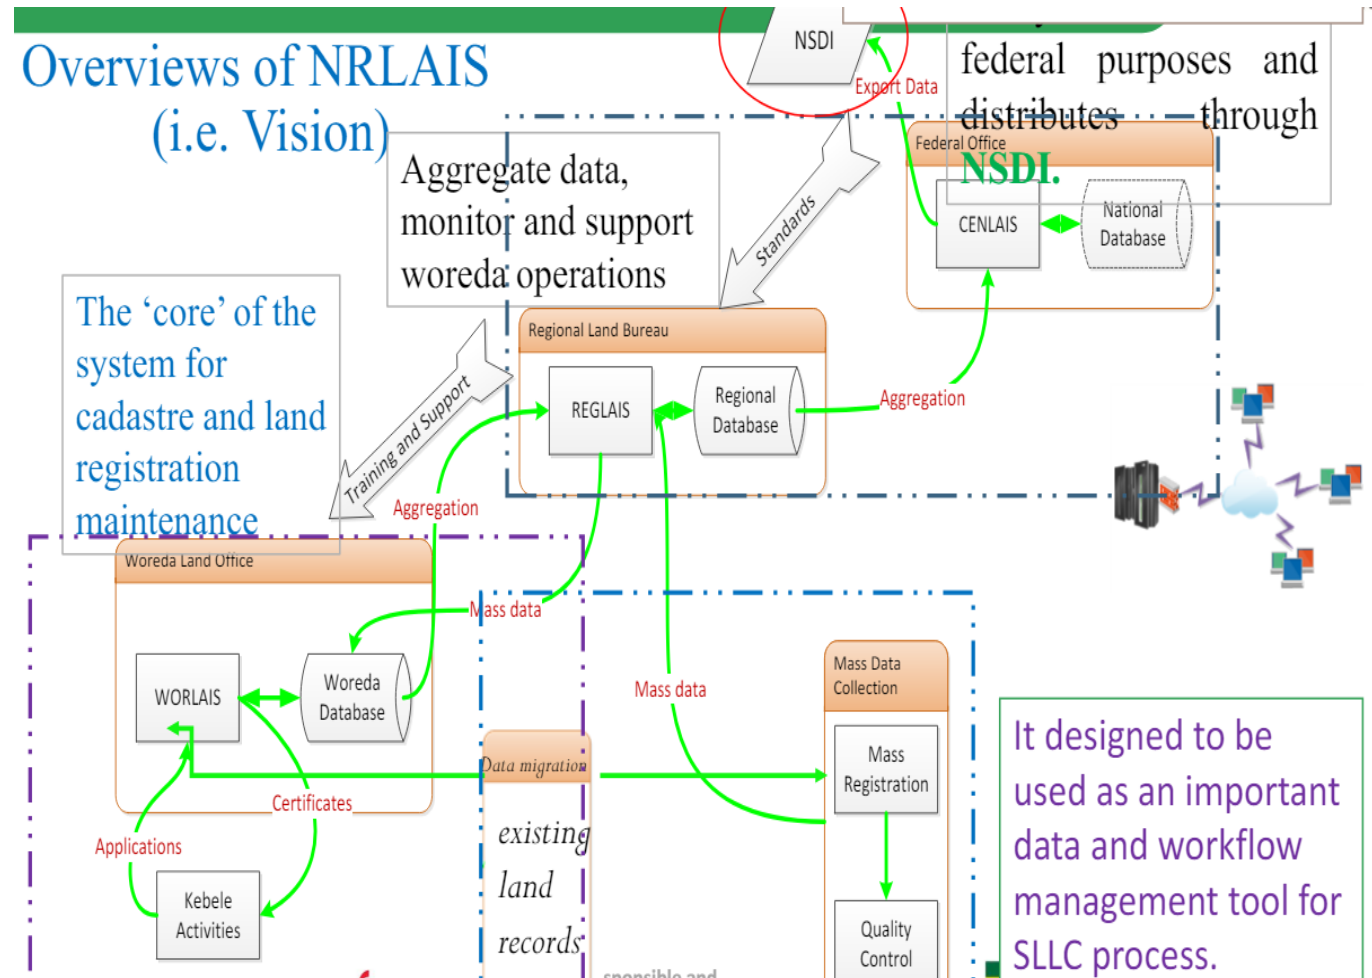 Overviews of NRLAIS
(i.e. Vision)
NSDI
Export Data
federal purposes and
distributes through
NSDI.
Federal Office
CENLAIS
National
Database
Aggregate data,
monitor and support
woreda operations
Standards
The ‘core’ of the
system for
cadastre and land
registration
maintenance
Training and Support
Regional Land Bureau
REGLAIS
Regional
Database
Aggregation
Aggregation
Woreda Land Office
Mass data
WORLAIS
Woreda
Database
Mass data
Mass Data
Collection
Mass
Registration
Data migration
existing
land
records
Certificates
Applications
Kebele
Activities
Quality
Control
It designed to be
used as an important
data and workflow
management tool for
SLLC process.
and